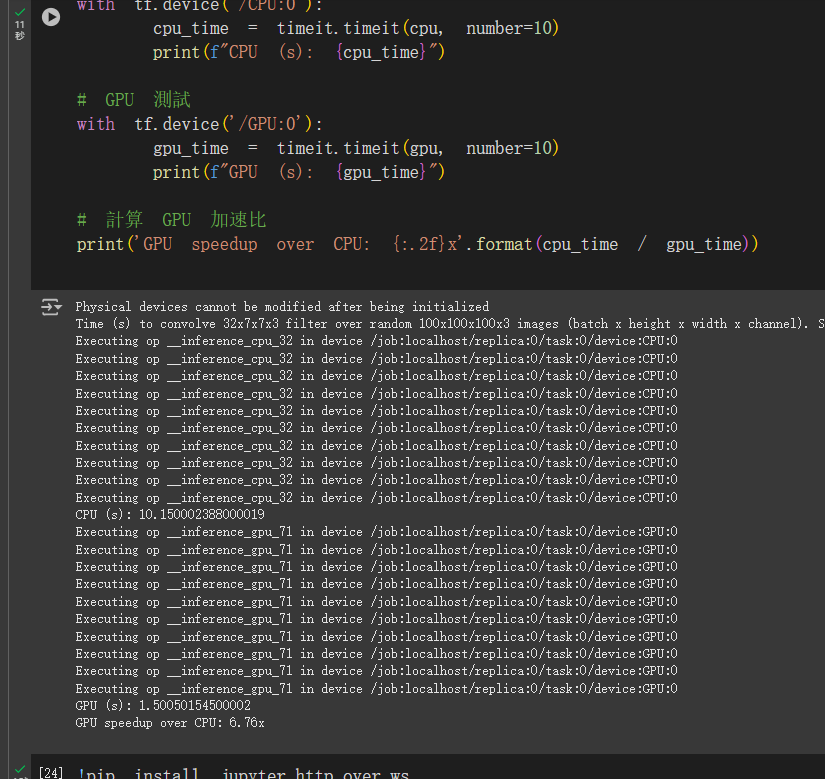 with tf.device('/CPU:0'):
11
秒
cpu_time = timeit.timeit(cpu, number=10)
print(f"CPU (s): {cpu_time}")
# GPU 測試
with tf.device('/GPU:0'):
gpu_time = timeit.timeit(gpu, number=10)
print(f"GPU (s): {gpu_time}")
# 計算 GPU 加速比
print('GPU speedup over CPU: {:.2f}x'.format(cpu_time / gpu_time))
Physical devices cannot be modified after being initialized
Time (s) to convolve 32x7x7x3 filter over random 100x100x100x3 images (batch x height x width x channel). S
Executing op __inference_cpu_32 in device /job:localhost/replica:0/task:0/device:CPU:0
Executing op __inference_cpu_32 in device /job:localhost/replica:0/task:0/device:CPU:0
Executing op __inference_cpu_32 in device /job:localhost/replica:0/task:0/device:CPU:0
Executing op __inference_cpu_32 in device /job:localhost/replica:0/task:0/device:CPU:0
Executing op __inference_cpu_32 in device /job:localhost/replica:0/task:0/device:CPU:0
Executing op __inference_cpu_32 in device /job:localhost/replica:0/task:0/device:CPU:0
Executing op __inference_cpu_32 in device /job:localhost/replica:0/task:0/device:CPU:0
Executing op __inference_cpu_32 in device /job:localhost/replica:0/task:0/device:CPU:0
Executing op __inference_cpu_32 in device /job:localhost/replica:0/task:0/device:CPU:0
Executing op __inference_cpu_32 in device /job:localhost/replica:0/task:0/device:CPU:0
CPU (s): 10.150002388000019
Executing op __inference_gpu_71 in device /job:localhost/replica:0/task:0/device:GPU:0
Executing op __inference_gpu_71 in device /job:localhost/replica:0/task:0/device:GPU:0
Executing op __inference_gpu_71 in device /job:localhost/replica:0/task:0/device:GPU:0
Executing op __inference_gpu_71 in device /job:localhost/replica:0/task:0/device:GPU:0
Executing op __inference_gpu_71 in device /job:localhost/replica:0/task:0/device:GPU:0
Executing op __inference_gpu_71 in device /job:localhost/replica:0/task:0/device:GPU:0
Executing op __inference_gpu_71 in device /job:localhost/replica:0/task:0/device:GPU:0
Executing op __inference_gpu_71 in device /job:localhost/replica:0/task:0/device:GPU:0
Executing op __inference_gpu_71 in device /job:localhost/replica:0/task:0/device:GPU:0
Executing op __inference_gpu_71 in device /job:localhost/replica:0/task:0/device:GPU:0
GPU (s): 1.50050154500002
GPU speedup over CPU: 6.76x
[24] !pip install jupyter_http_over_ws